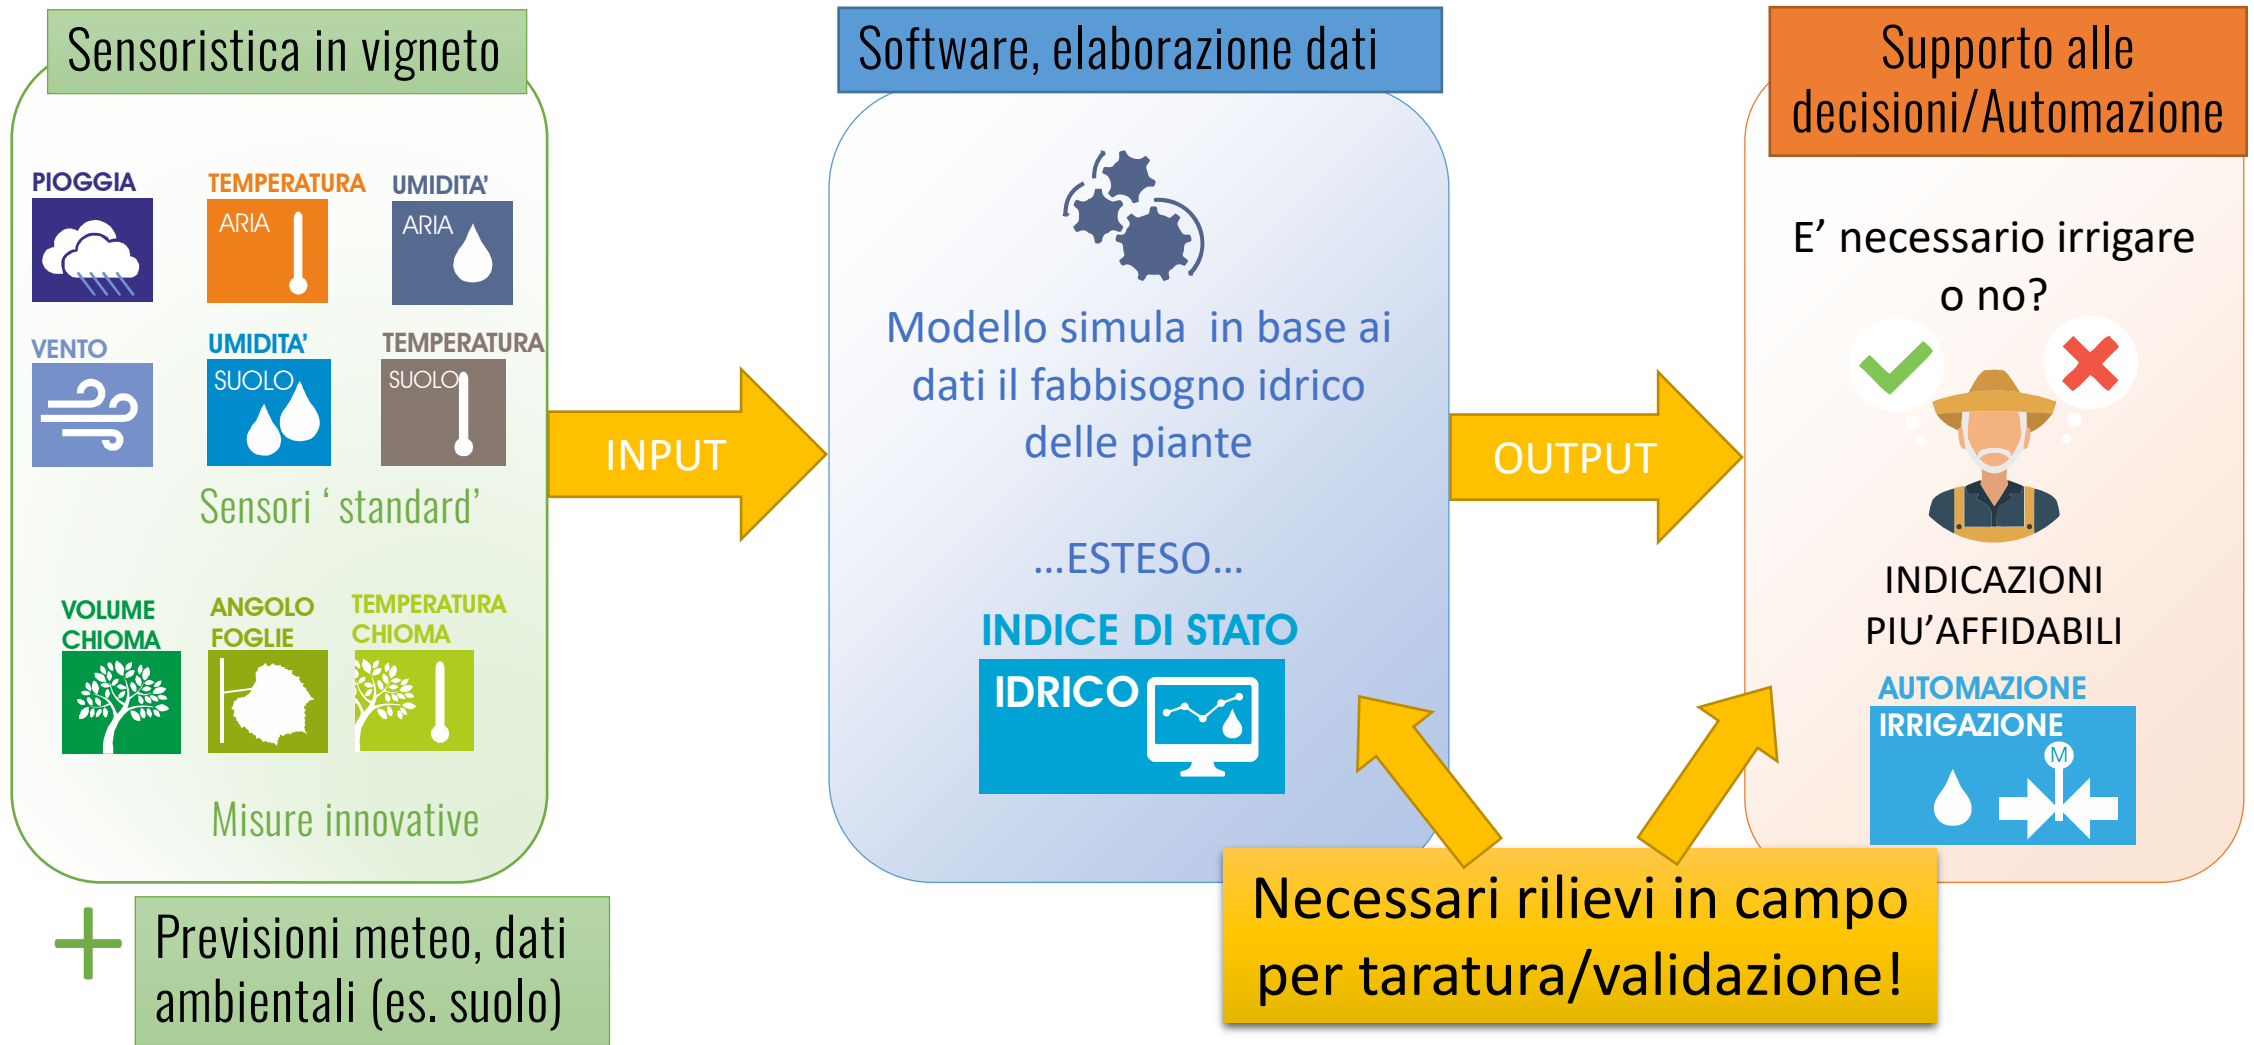 Sensoristica in vigneto
PIOGGIA
TEMPERATURA
ARIA
UMIDITA'
ARIA
VENTO
UMIDITA'
SUOLO
TEMPERATURA
SUOLO
Sensori ‘ standard’
VOLUME
CHIOMA
ANGOLO
FOGLIE
TEMPERATURA
CHIOMA
Misure innovative
+
Previsioni meteo, dati
ambientali (es. suolo)
INPUT
Software, elaborazione dati
Modello simula in base ai
dati il fabbisogno idrico
delle piante
...ESTESO...
INDICE DI STATO
IDRICO
OUTPUT
Supporto alle
decisioni/Automazione
E’ necessario irrigare
o no?
INDICAZIONI
PIU’AFFIDABILI
AUTOMAZIONE
IRRIGAZIONE
M
Necessari rilievi in campo
per taratura/validazione!